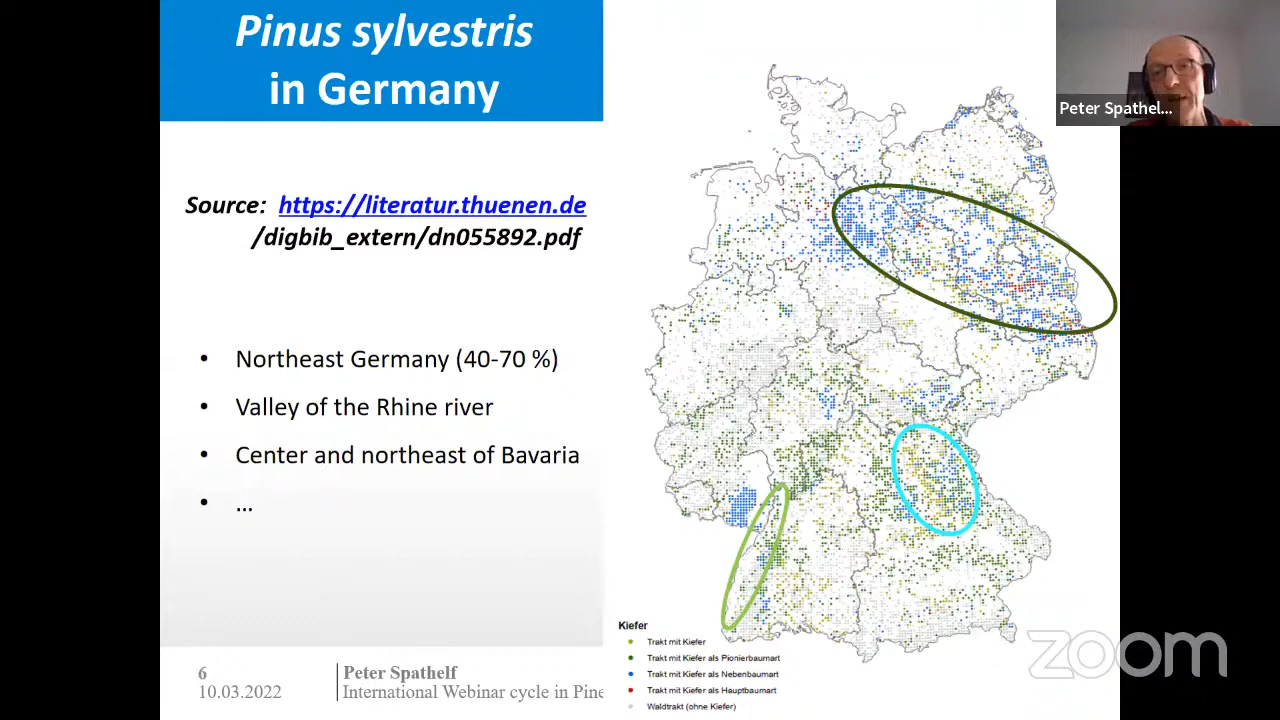 Pinus sylvestris
in Germany
Source: https://literatur.thuenen.de
/digbib_extern/dn055892.pdf
• Northeast Germany (40-70 %)
• Valley of the Rhine river
• Center and northeast of Bavaria
• ...
6
10.03.2022
Peter Spathelf
International Webinar cycle in Pine
Kiefer
Trakt mit Kiefer
Trakt mit Kiefer als Pionierbaumart
Trakt mit Kiefer als Nebenbaumart
Trakt mit Kiefer als Hauptbaumart
Waldtrakt (ohne Kiefer)
Peter Spathel...
zoom